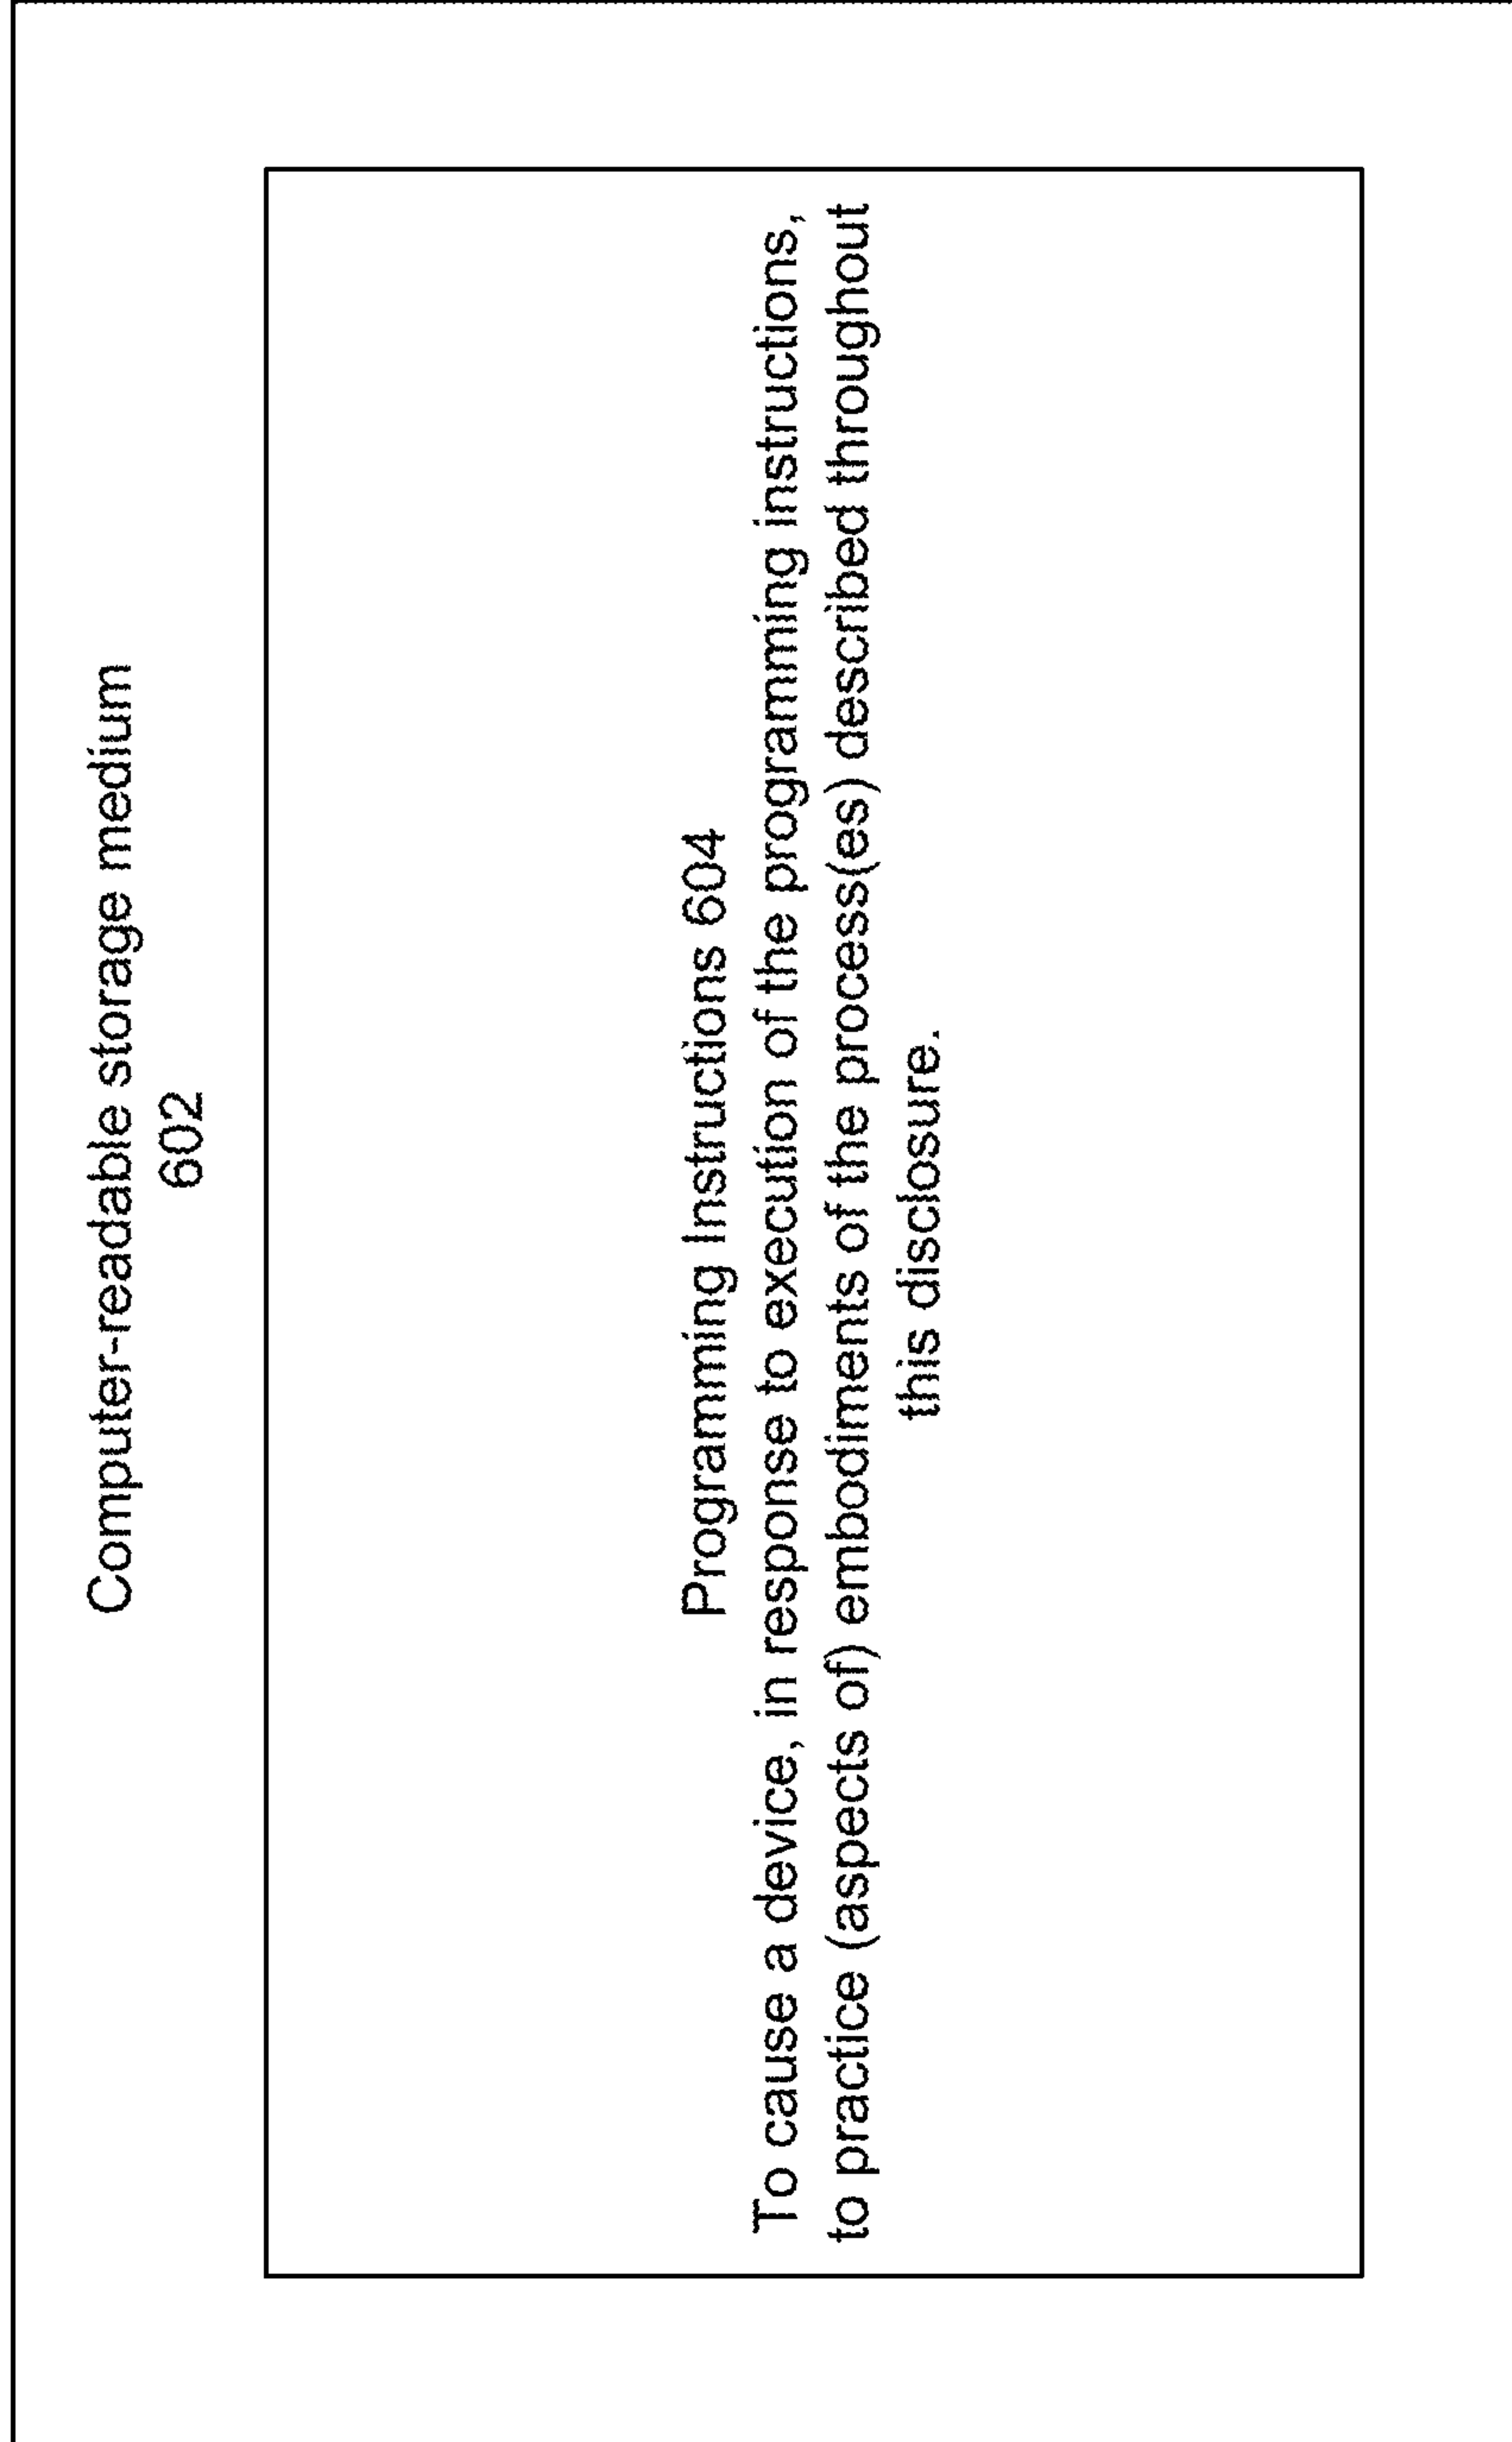 Computer-readable storage medium
602
Programming Instructions 604
To cause a device, in response to execution of the programming instructions,
to practice (aspects of) embodiments of the process(es) described throughout
this disclosure.